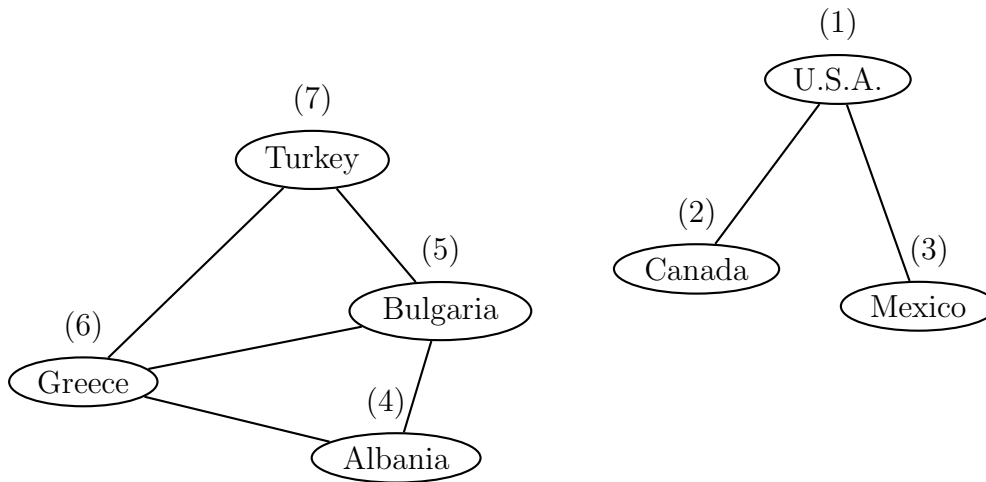 (1)
U.S.A.
(7)
Turkey
(2)
Canada
(5)
Bulgaria
(3)
Mexico
(6)
Greece
(4)
Albania